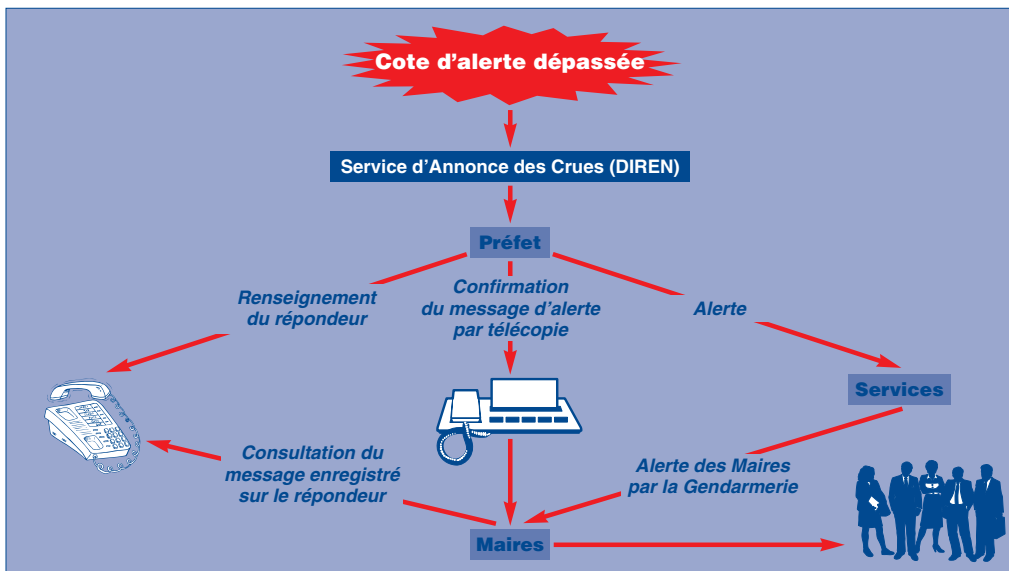 Cote d'alerte dépassée
Service d'Annonce des Crues (DIREN)
Préfet
Renseignement
du répondeur
Confirmation
du message d'alerte
par télécopie
Alerte
Services
Consultation du
message enregistré
sur le répondeur
Alerte des Maires
par la Gendarmerie
Maires